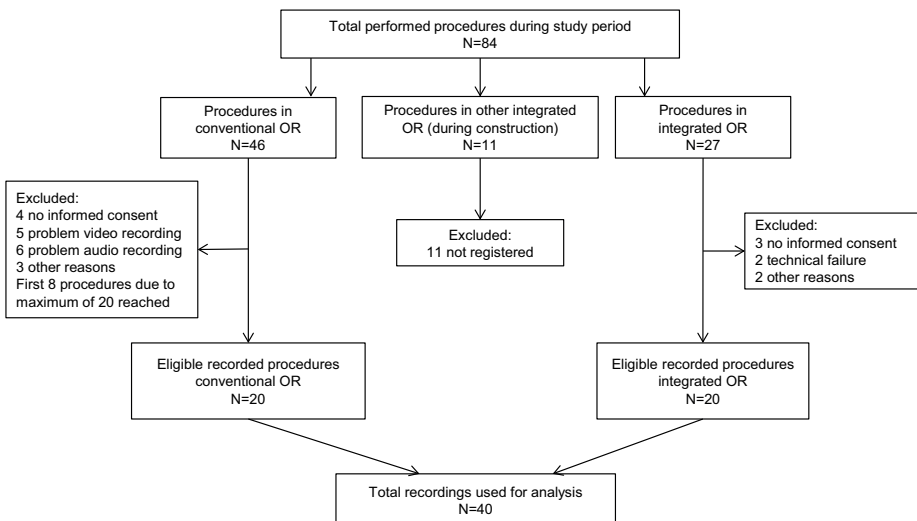 Total performed procedures during study period
N=84
Procedures in
conventional OR
N=46
Procedures in other integrated
OR (during construction)
N=11
Procedures in
integrated OR
N=27
Excluded:
4 no informed consent
5 problem video recording
6 problem audio recording
3 other reasons
First 8 procedures due to
maximum of 20 reached
Excluded:
11 not registered
Excluded:
3 no informed consent
2 technical failure
2 other reasons
Eligible recorded procedures
conventional OR
N=20
Eligible recorded procedures
integrated OR
N=20
Total recordings used for analysis
N=40